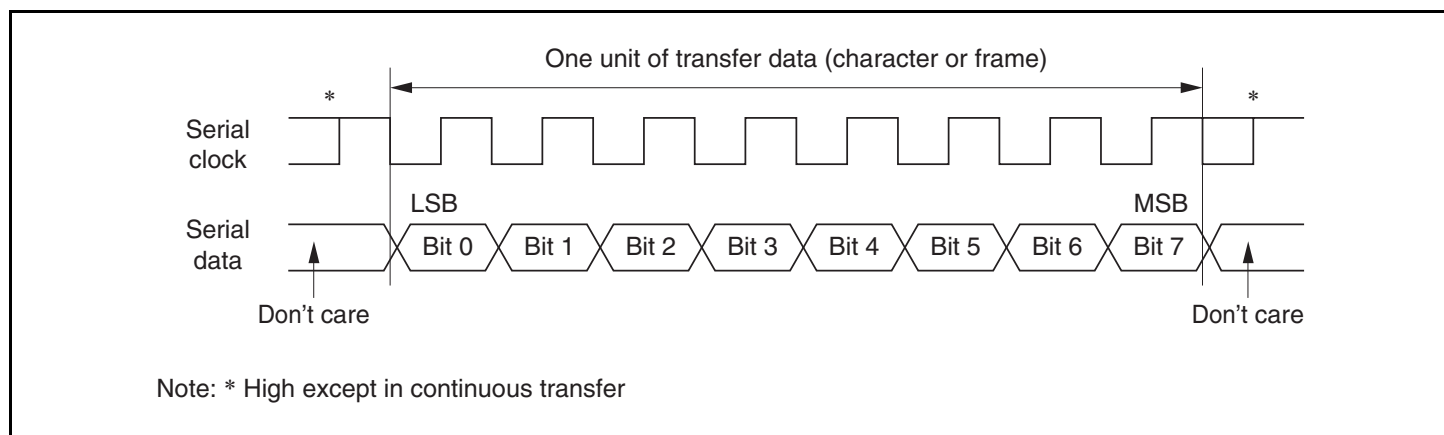 One unit of transfer data (character or frame)
* *
Serial
clock
LSB MSB
Serial
data
Bit 0 Bit 1 Bit 2 Bit 3 Bit 4 Bit 5 Bit 6 Bit 7
Don't care Don't care
Note: * High except in continuous transfer